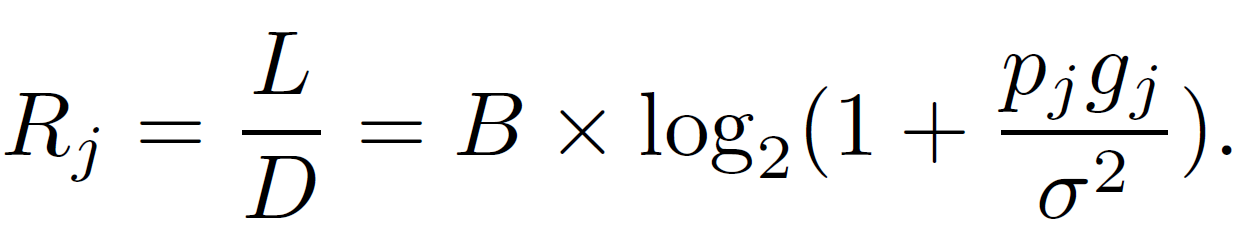 R_j = \frac{L}{D} = B \times \log_2(1 + \frac{p_j g_j}{\sigma^2}).